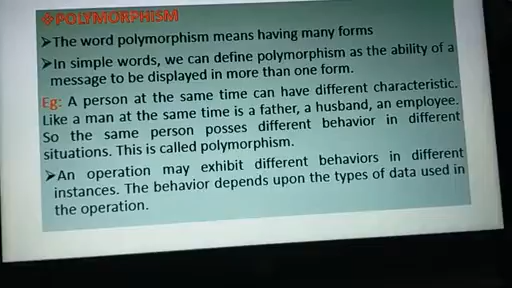 ❖POLYMORPHISM
➢The word polymorphism means having many forms
➢In simple words, we can define polymorphism as the ability of a
message to be displayed in more than one form.
Eg: A person at the same time can have different characteristic.
Like a man at the same time is a father, a husband, an employee.
So the same person posses different behavior in different
situations. This is called polymorphism.
➢An operation may exhibit different behaviors in different
instances. The behavior depends upon the types of data used in
the operation.